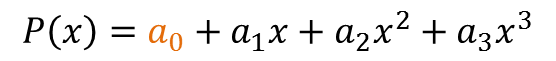 P(x) = a₀ + a₁x + a₂x² + a₃x³